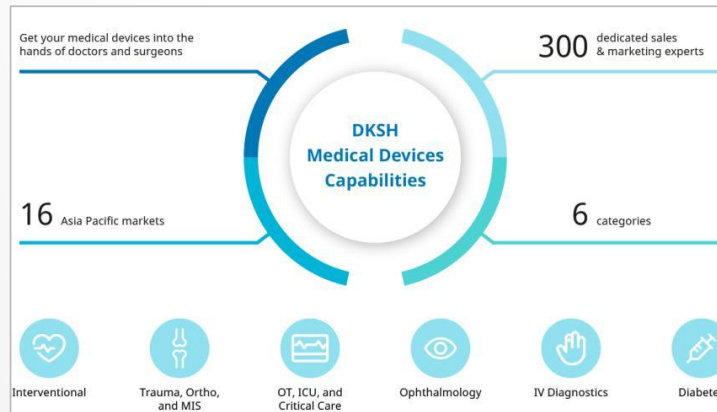 Get your medical devices into the
hands of doctors and surgeons
300 dedicated sales
& marketing experts
DKSH
Medical Devices
Capabilities
16 Asia Pacific markets
6 categories
Interventional
Trauma, Ortho,
and MIS
OT, ICU, and
Critical Care
Ophthalmology
IV Diagnostics
Diabete